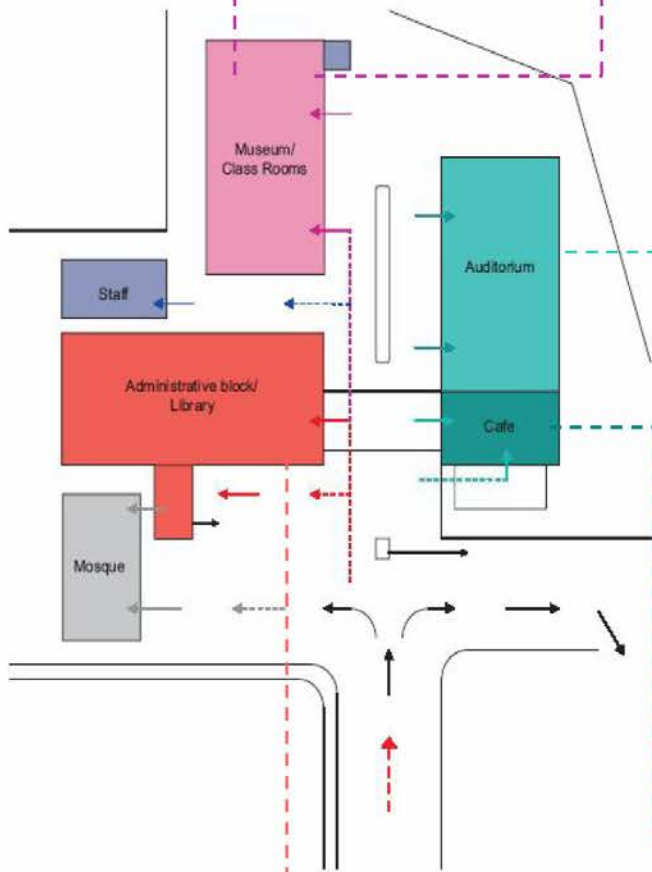 Museum/
Class Rooms
Auditorium
Staff
Administrative block/
Library
Cafe
Mosque